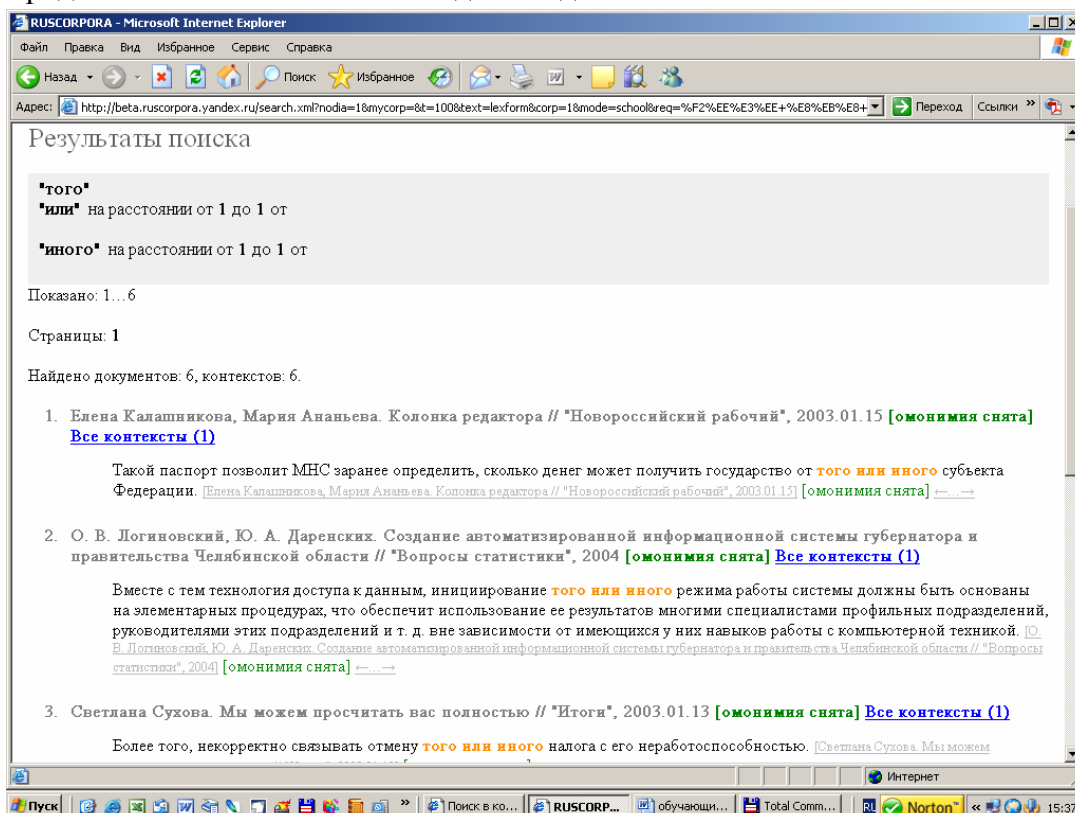 RUSCORPORA - Microsoft Internet Explorer
Файл Правка Вид Избранное Сервис Справка
Назад Поиск Избранное
Адрес: http://beta.ruscorpora.yandex.ru/search.xml?nodia=1&mycorp=&t=100&text=lexform&corp=1&mode=school&req=%F2%EE%E3%EE+%E8%EB%E8+ Переход Ссылки »
Результаты поиска
"того"
"или" на расстоянии от 1 до 1 от
"иного" на расстоянии от 1 до 1 от
Показано: 1…6
Страницы: 1
Найдено документов: 6, контекстов: 6.
1. Елена Калашникова, Мария Ананьева. Колонка редактора // "Новороссийский рабочий", 2003.01.15 [омонимия снята]
Все контексты (1)
Такой паспорт позволит МНС заранее определить, сколько денег может получить государство от того или иного субъекта
Федерации. [Елена Калашникова, Мария Ананьева. Колонка редактора // "Новороссийский рабочий", 2003.01.15] [омонимия снята] ←…→
2. О. В. Логиновский, Ю. А. Даренских. Создание автоматизированной информационной системы губернатора и
правительства Челябинской области // "Вопросы статистики", 2004 [омонимия снята] Все контексты (1)
Вместе с тем технология доступа к данным, инициирование того или иного режима работы системы должны быть основаны
на элементарных процедурах, что обеспечит использование ее результатов многими специалистами профильных подразделений,
руководителями этих подразделений и т. д. вне зависимости от имеющихся у них навыков работы с компьютерной техникой. [О.
В. Логиновский, Ю. А. Даренских. Создание автоматизированной информационной системы губернатора и правительства Челябинской области // "Вопросы
статистики", 2004] [омонимия снята] ←…→
3. Светлана Сухова. Мы можем просчитать вас полностью // "Итоги", 2003.01.13 [омонимия снята] Все контексты (1)
Более того, некорректно связывать отмену того или иного налога с его неработоспособностью. [Светлана Сухова. Мы можем
Интернет
Пуск » Поиск в ко... RUSCORP... обучающи... Total Comm... RU Norton™ « 15:37